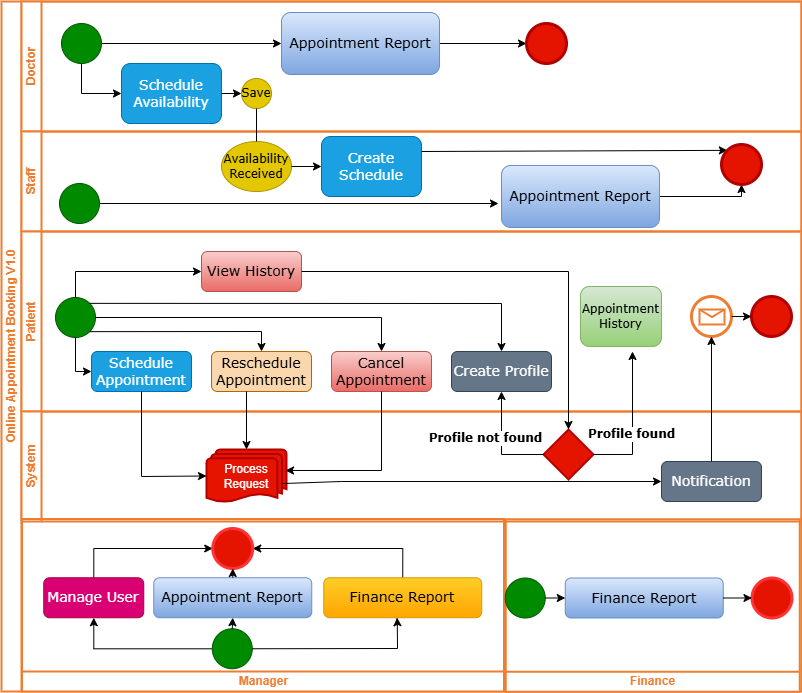 Online Appointment Booking V1.0
Doctor
Appointment Report
Schedule
Availability
Save
Staff
Availability
Received
Create
Schedule
Appointment Report
Patient
View History
Appointment
History
Schedule
Appointment
Reschedule
Appointment
Cancel
Appointment
Create Profile
System
Profile not found
Profile found
Process
Request
Notification
Manage User
Appointment Report
Finance Report
Manager
Finance Report
Finance